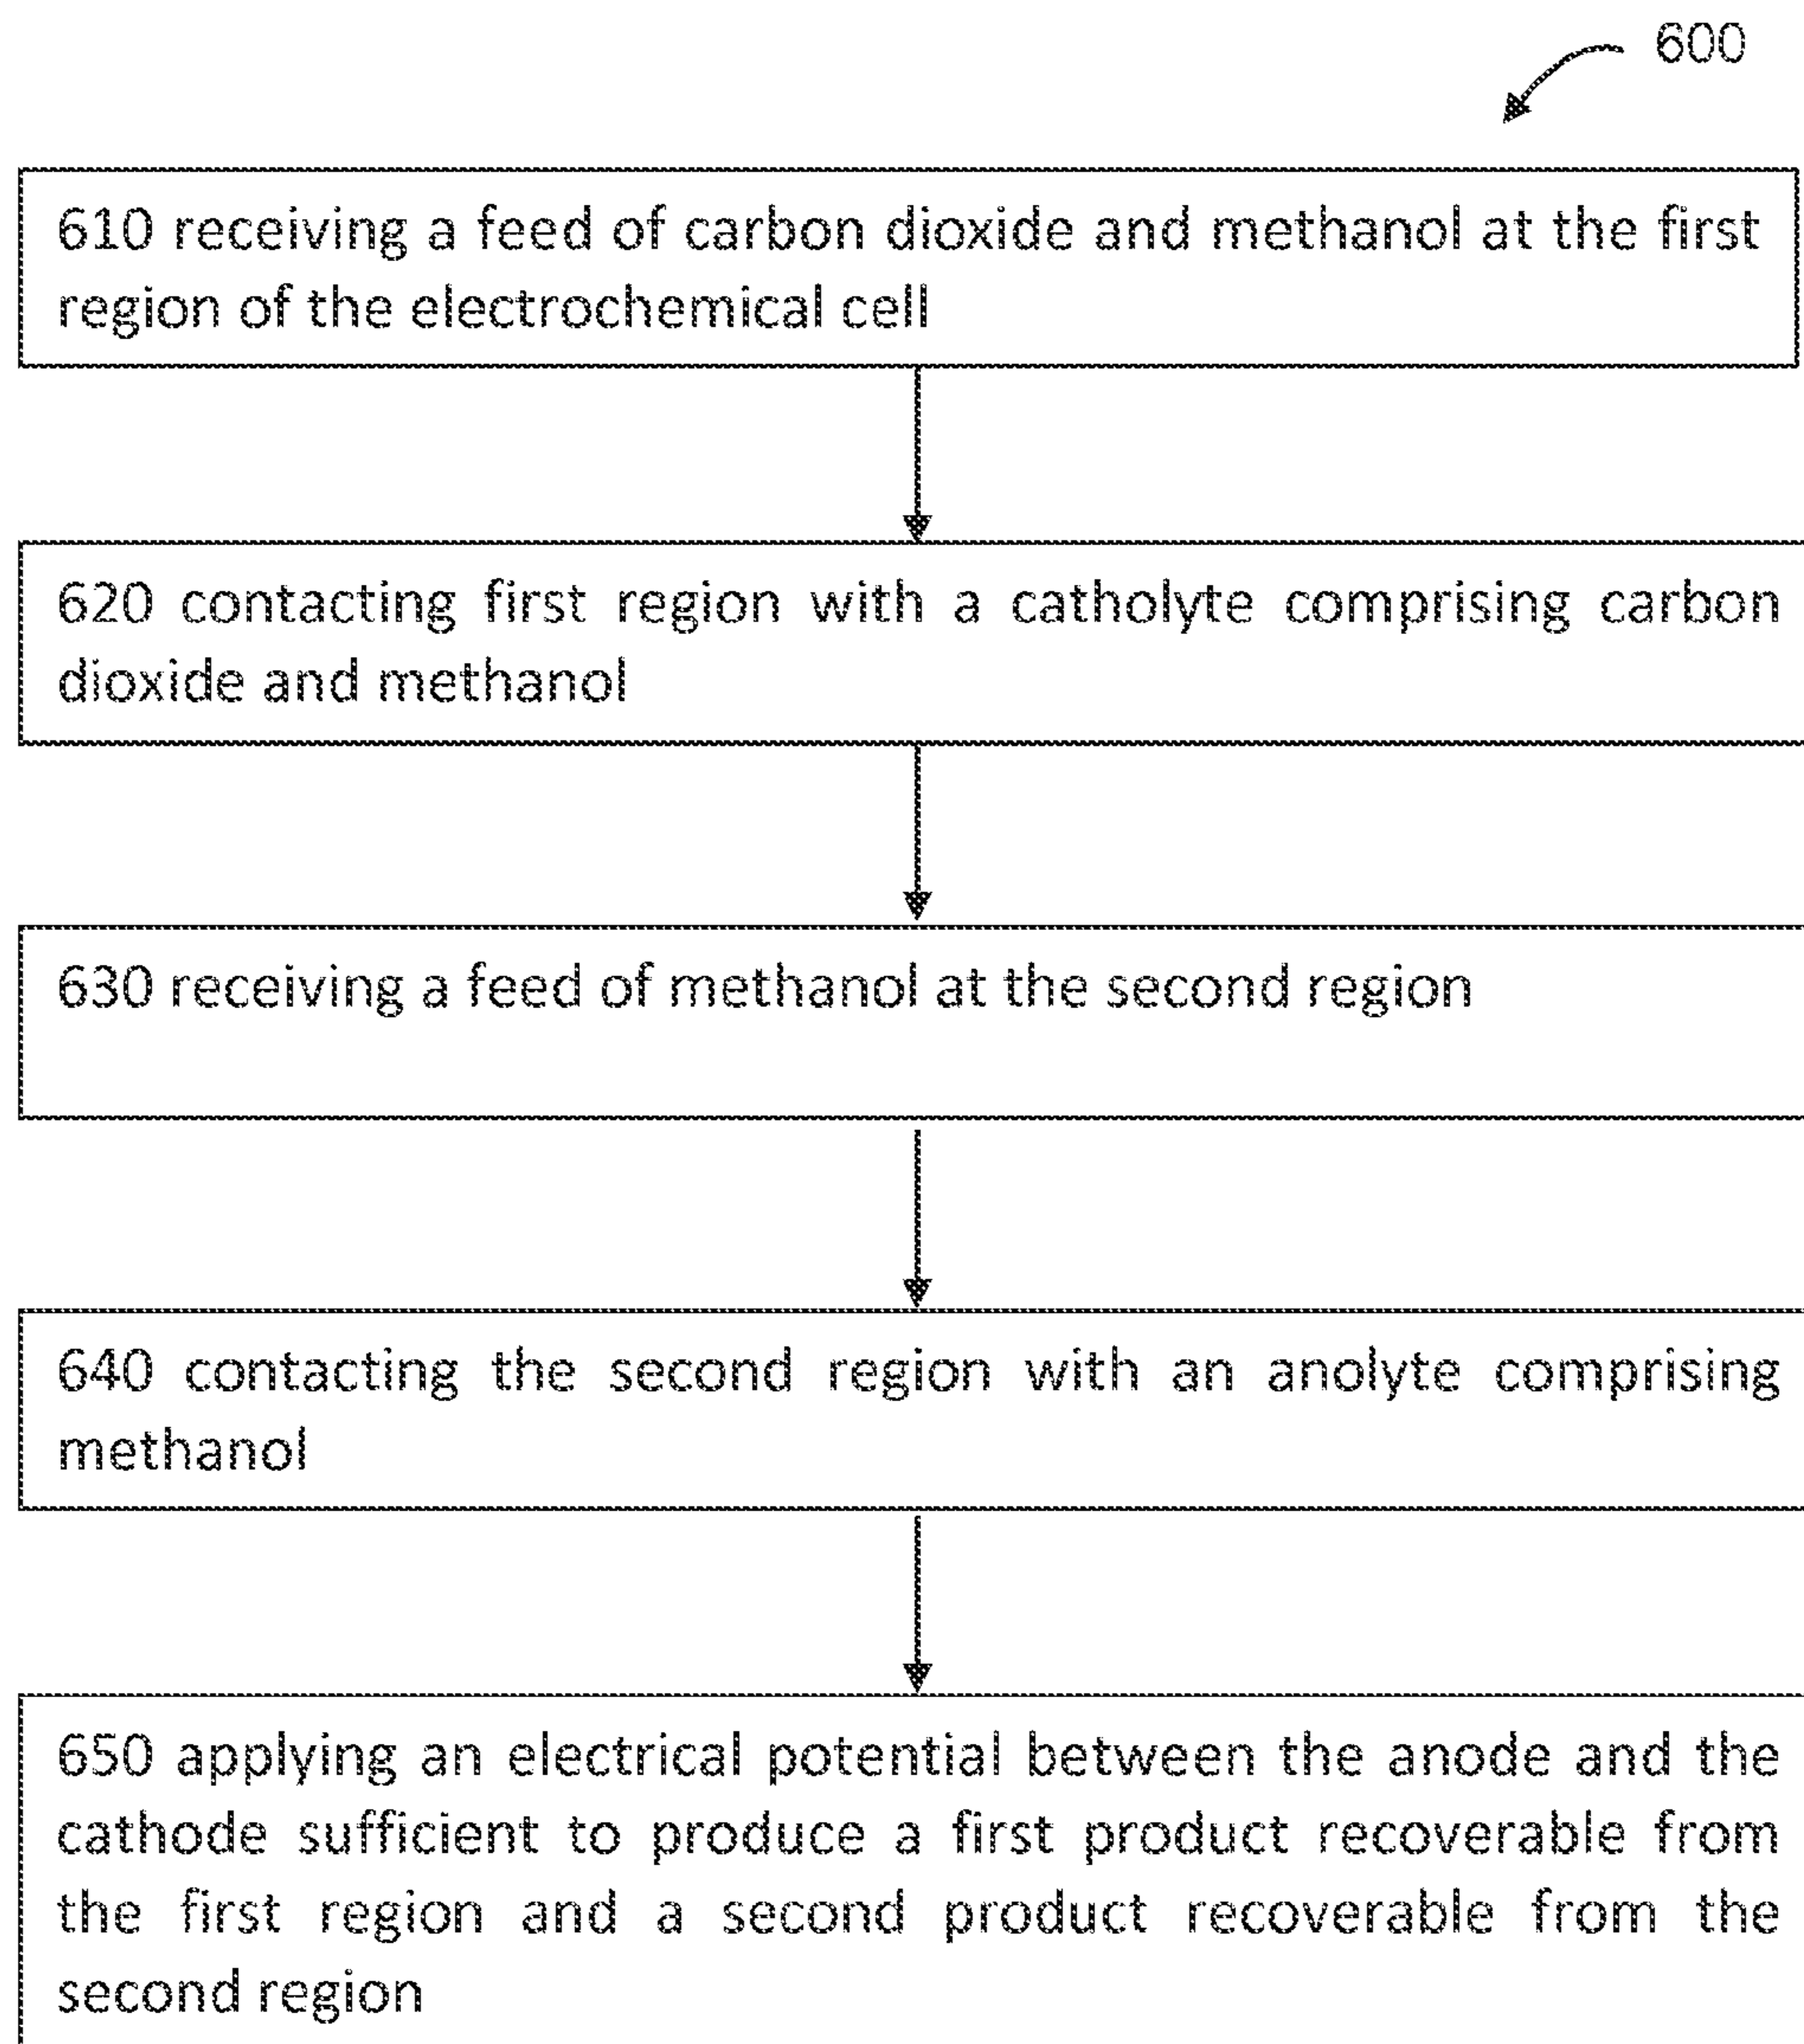 600
610 receiving a feed of carbon dioxide and methanol at the first
region of the electrochemical cell
620 contacting first region with a catholyte comprising carbon
dioxide and methanol
630 receiving a feed of methanol at the second region
640 contacting the second region with an anolyte comprising
methanol
650 applying an electrical potential between the anode and the
cathode sufficient to produce a first product recoverable from
the first region and a second product recoverable from the
second region